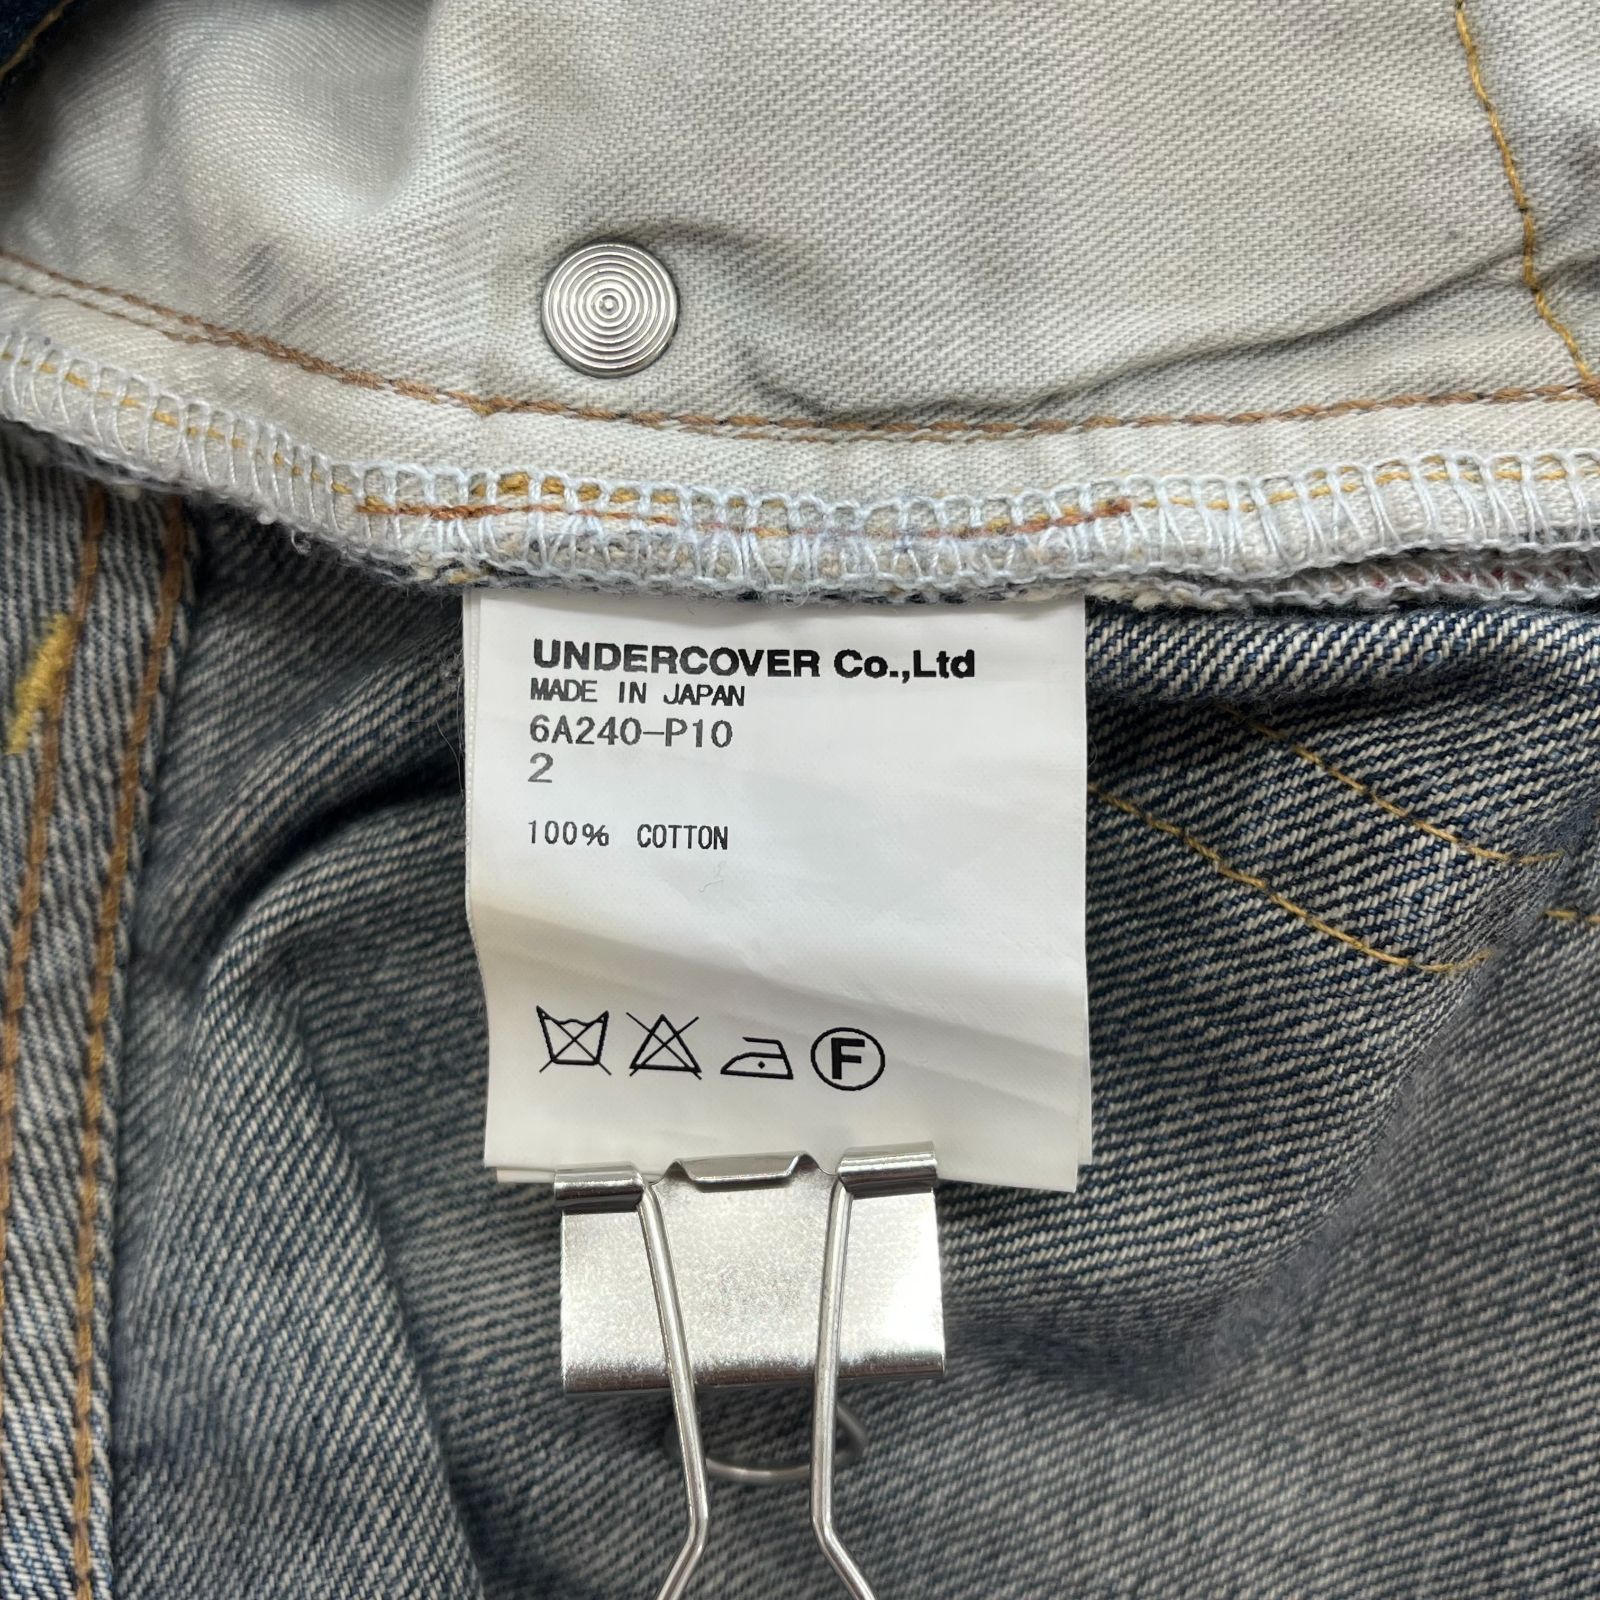 UNDERCOVER Co.,Ltd
MADE IN JAPAN
6A240-P10
2
100% COTTON
F